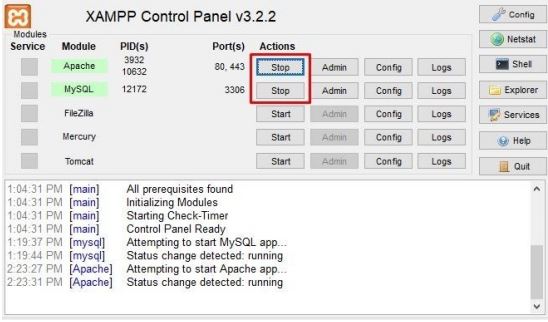 XAMPP Control Panel v3.2.2
Config
Modules
Service Module PID(s) Port(s) Actions
Netstat
Apache 3932 10632 80, 443 Stop Admin Config Logs
Shell
MySQL 12172 3306 Stop Admin Config Logs
Explorer
FileZilla Start Admin Config Logs
Services
Mercury Start Admin Config Logs
Help
Tomcat Start Admin Config Logs
Quit
1:04:31 PM [main] All prerequisites found
1:04:31 PM [main] Initializing Modules
1:04:31 PM [main] Starting Check-Timer
1:04:31 PM [main] Control Panel Ready
1:19:37 PM [mysql] Attempting to start MySQL app...
1:19:44 PM [mysql] Status change detected: running
2:23:27 PM [Apache] Attempting to start Apache app...
2:23:31 PM [Apache] Status change detected: running